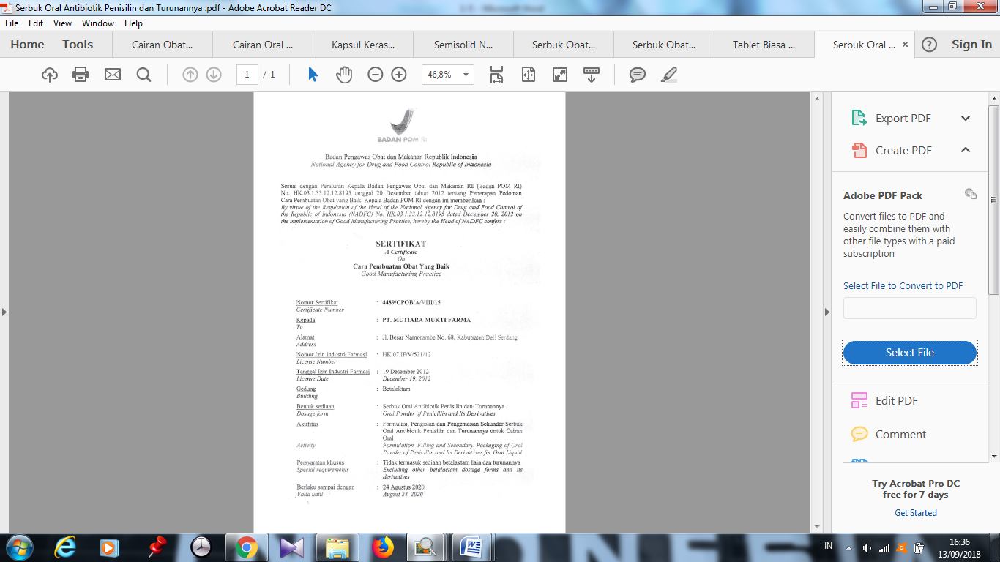 Serbuk Oral Antibiotik Penisilin dan Turunannya .pdf - Adobe Acrobat Reader DC
File Edit View Window Help
Home Tools Cairan Obat... Cairan Oral ... Kapsul Keras... Semisolid N... Serbuk Obat... Serbuk Obat... Tablet Biasa ... Serbuk Oral ... × ? Sign In
1 / 1 46,8%
BADAN POM RI
Badan Pengawas Obat dan Makanan Republik Indonesia
National Agency for Drug and Food Control Republic of Indonesia
Sesuai dengan Peraturan Kepala Badan Pengawas Obat dan Makanan RI (Badan POM RI)
No. HK.03.1.33.12.12.8195 tanggal 20 Desember tahun 2012 tentang Penerapan Pedoman
Cara Pembuatan Obat yang Baik, Kepala Badan POM RI dengan ini memberikan :
By virtue of the Regulation of the Head of the National Agency for Drug and Food Control of
the Republic of Indonesia (NADFC) No. HK.03.1.33.12.12.8195 dated December 20, 2012 on
the implementation of Good Manufacturing Practice, hereby the Head of NADFC confers :
SERTIFIKAT
A Certificate
On
Cara Pembuatan Obat Yang Baik
Good Manufacturing Practice
Nomor Sertifikat : 4489/CPOB/A/VIII/15
Certificate Number
Kepada : PT. MUTIARA MUKTI FARMA
To
Alamat : Jl. Besar Namorambe No. 68, Kabupaten Deli Serdang
Address
Nomor Izin Industri Farmasi : HK.07.IF/V/521/12
License Number
Tanggal Izin Industri Farmasi : 19 Desember 2012
License Date December 19, 2012
Gedung : Betalaktam
Building
Bentuk sediaan : Serbuk Oral Antibiotik Penisilin dan Turunannya
Dosage form Oral Powder of Penicillin and Its Derivatives
Aktifitas : Formulasi, Pengisian dan Pengemasan Sekunder Serbuk
Oral Antibiotik Penisilin dan Turunannya untuk Cairan
Oral
Activity Formulation, Filling and Secondary Packaging of Oral
Powder of Penicillin and Its Derivatives for Oral Liquid
Persyaratan khusus : Tidak termasuk sediaan betalaktam lain dan turunannya
Special requirements Excluding other betalactam dosage forms and its
derivatives
Berlaku sampai dengan : 24 Agustus 2020
Valid until August 24, 2020
Export PDF
Create PDF
Adobe PDF Pack
Convert files to PDF and
easily combine them with
other file types with a paid
subscription
Select File to Convert to PDF
Select File
Edit PDF
Comment
Try Acrobat Pro DC
free for 7 days
Get Started
IN
16:36
13/09/2018